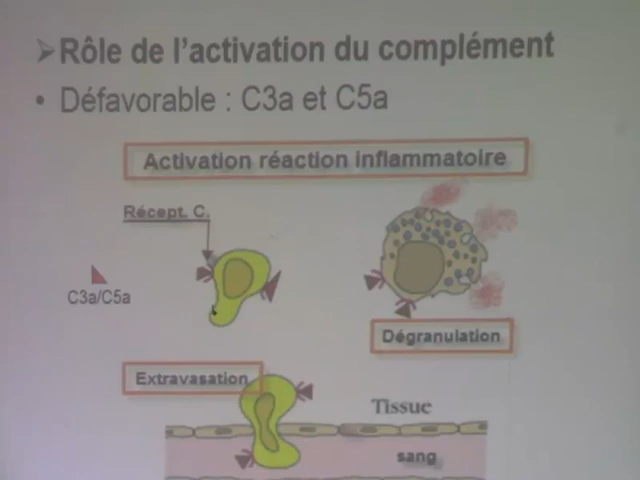 ➢Rôle de l'activation du complément
• Défavorable : C3a et C5a
Activation réaction inflammatoire
Récept. C.
C3a/C5a
Dégranulation
Extravasation
Tissue
sang